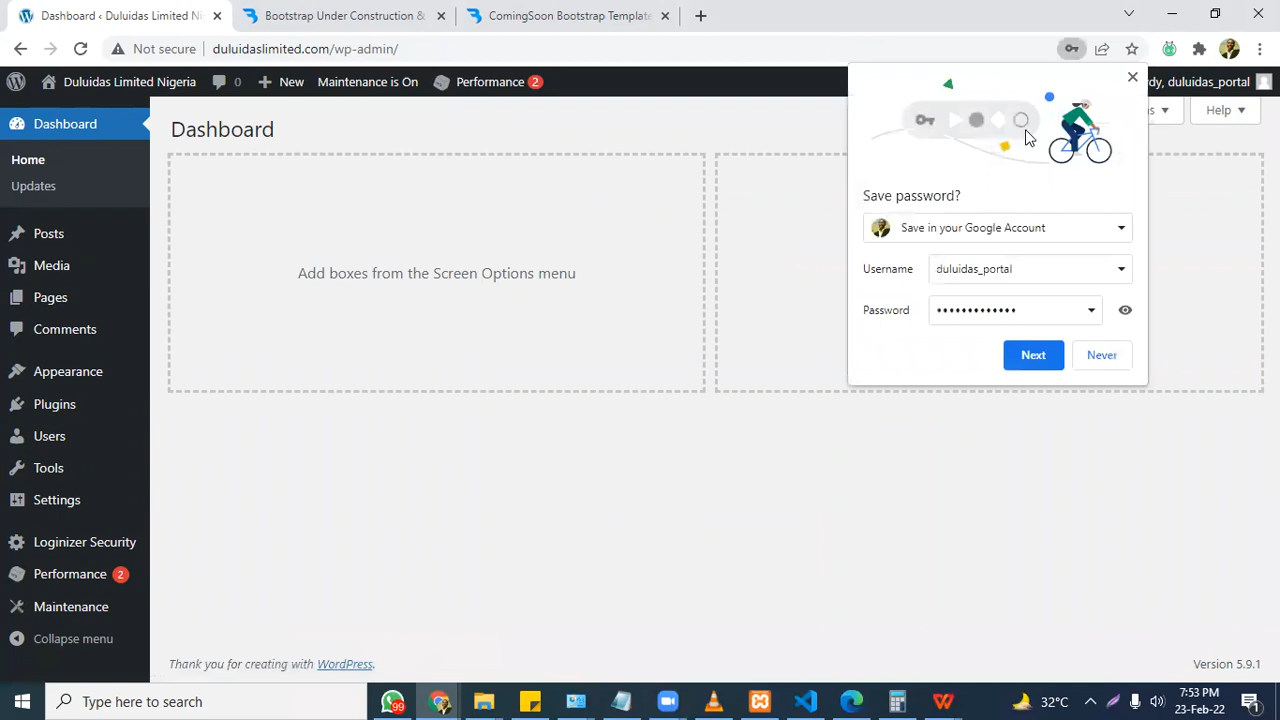 Dashboard ‹ Duluidas Limited Ni
Bootstrap Under Construction &
ComingSoon Bootstrap Template
Not secure
duluidaslimited.com/wp-admin/
Duluidas Limited Nigeria
0
New
Maintenance is On
Performance 2
rdy, duluidas_portal
Dashboard
Home
Updates
Posts
Media
Pages
Comments
Appearance
Plugins
Users
Tools
Settings
Loginizer Security
Performance 2
Maintenance
Collapse menu
Dashboard
Help
Add boxes from the Screen Options menu
Save password?
Save in your Google Account
Username
duluidas_portal
Password
•••••••••••••
Next
Never
Thank you for creating with WordPress.
Version 5.9.1
Type here to search
99
32°C
7:53 PM
23-Feb-22
1